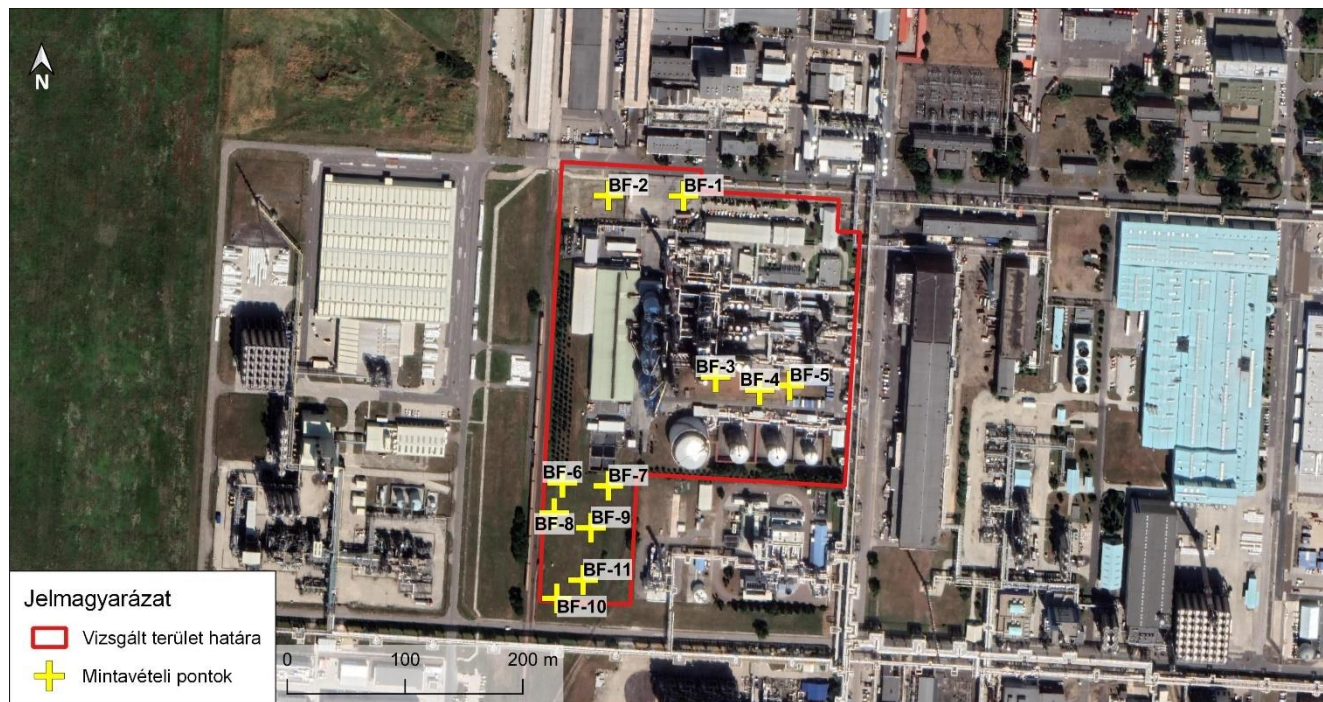 N
BF-2
BF-1
BF-3
BF-4
BF-5
BF-6
BF-7
BF-8
BF-9
BF-11
BF-10
Jelmagyarázat
Vizsgált terület határa
Mintavételi pontok
0 100 200 m